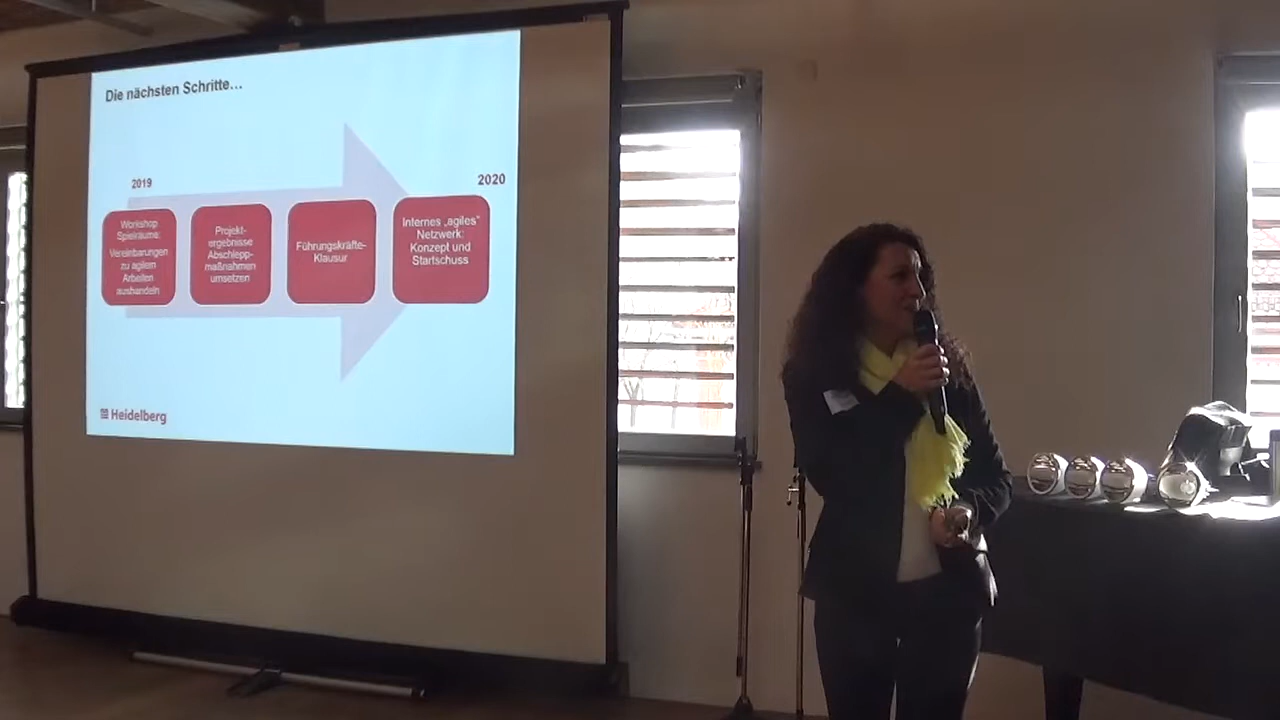 Die nächsten Schritte...
2019
2020
Workshop
Spielräume:
Vereinbarungen
zu agilem
Arbeiten
aushandeln
Projekt-
ergebnisse
Abschlepp-
maßnahmen
umsetzen
Führungskräfte-
Klausur
Internes „agiles"
Netzwerk:
Konzept und
Startschuss
Heidelberg